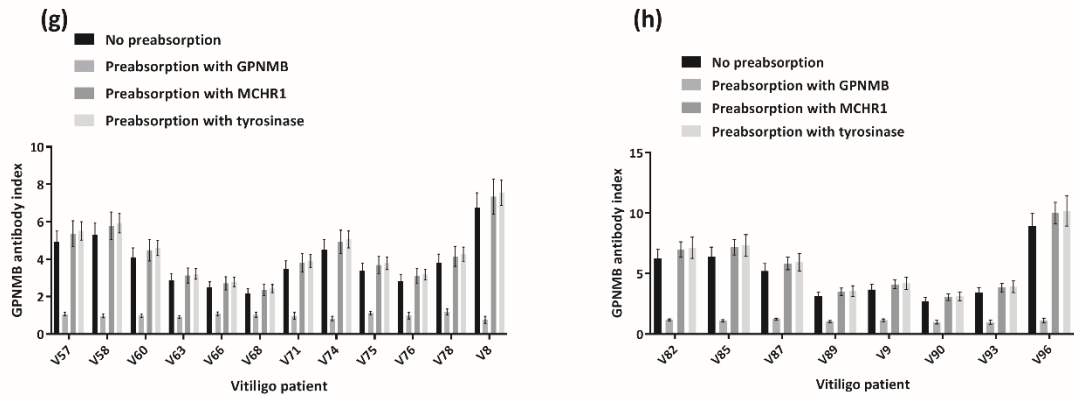 (g)
No preabsorption
Preabsorption with GPNMB
Preabsorption with MCHR1
Preabsorption with tyrosinase
GPNMB antibody index
10
8
6
4
2
0
V57 V58 V60 V63 V66 V68 V71 V74 V75 V76 V78 V8
Vitiligo patient
(h)
No preabsorption
Preabsorption with GPNMB
Preabsorption with MCHR1
Preabsorption with tyrosinase
GPNMB antibody index
15
10
5
0
V82 V85 V87 V89 V9 V90 V93 V96
Vitiligo patient